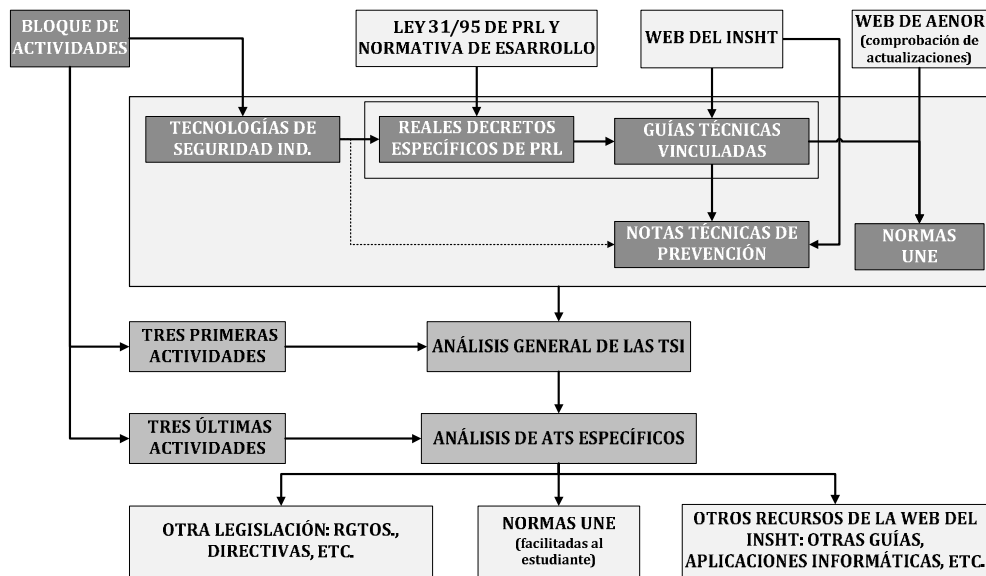 BLOQUE DE
ACTIVIDADES
LEY 31/95 DE PRL Y
NORMATIVA DE ESARROLLO
WEB DEL INSHT
WEB DE AENOR
(comprobación de
actualizaciones)
TECNOLOGÍAS DE
SEGURIDAD IND.
REALES DECRETOS
ESPECÍFICOS DE PRL
GUÍAS TÉCNICAS
VINCULADAS
NOTAS TÉCNICAS DE
PREVENCIÓN
NORMAS
UNE
TRES PRIMERAS
ACTIVIDADES
ANÁLISIS GENERAL DE LAS TSI
TRES ÚLTIMAS
ACTIVIDADES
ANÁLISIS DE ATS ESPECÍFICOS
OTRA LEGISLACIÓN: RGTOS.,
DIRECTIVAS, ETC.
NORMAS UNE
(facilitadas al
estudiante)
OTROS RECURSOS DE LA WEB DEL
INSHT: OTRAS GUÍAS,
APLICACIONES INFORMÁTICAS, ETC.